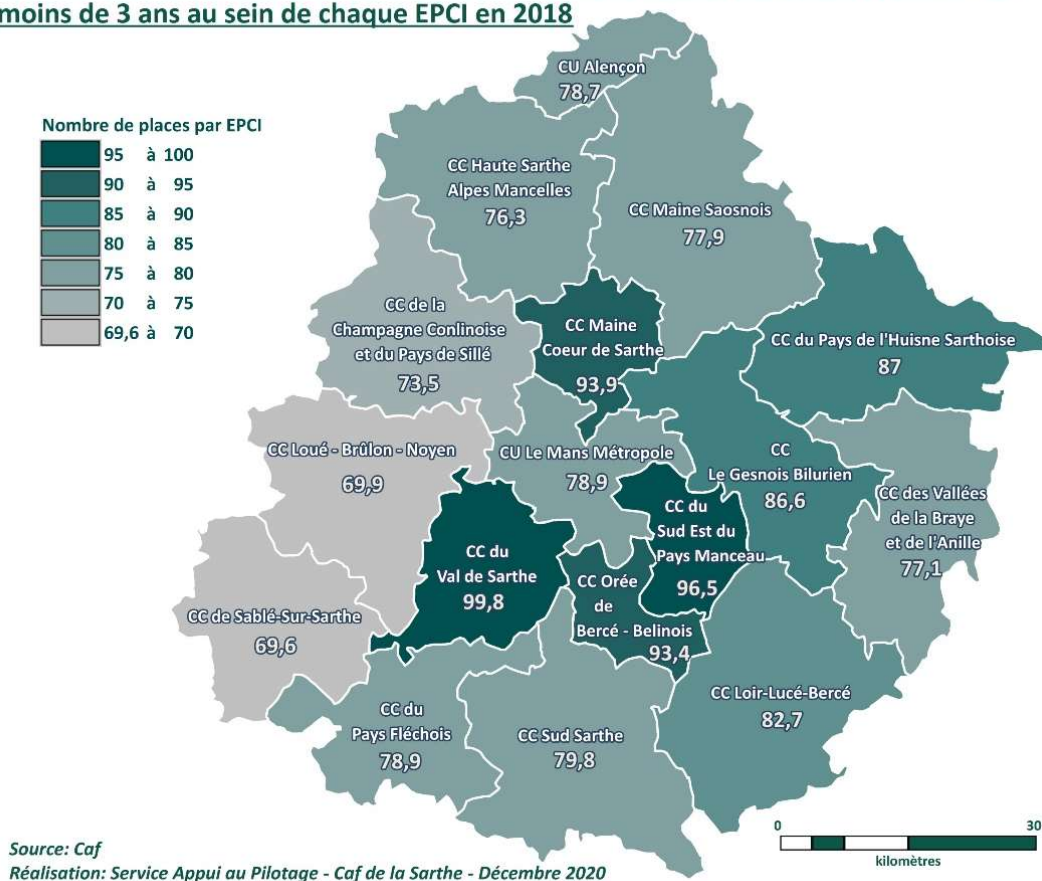 moins de 3 ans au sein de chaque EPCI en 2018
Nombre de places par EPCI
95 à 100
90 à 95
85 à 90
80 à 85
75 à 80
70 à 75
69,6 à 70
CU Alençon
78,7
CC Haute Sarthe
Alpes Mancelles
76,3
CC Maine Saosnois
77,9
CC de la
Champagne Conlinoise
et du Pays de Sillé
73,5
CC Maine
Coeur de Sarthe
93,9
CC du Pays de l'Huisne Sarthoise
87
CC Loué - Brûlon - Noyen
69,9
CU Le Mans Métropole
78,9
CC
Le Gesnois Bilurien
86,6
CC des Vallées
de la Braye
et de l'Anille
77,1
CC du
Sud Est du
Pays Manceau
96,5
CC du
Val de Sarthe
99,8
CC Orée
de
Bercé - Belinois
93,4
CC de Sablé-Sur-Sarthe
69,6
CC Loir-Lucé-Bercé
82,7
CC du
Pays Fléchois
78,9
CC Sud Sarthe
79,8
0 30
kilomètres
Source: Caf
Réalisation: Service Appui au Pilotage - Caf de la Sarthe - Décembre 2020